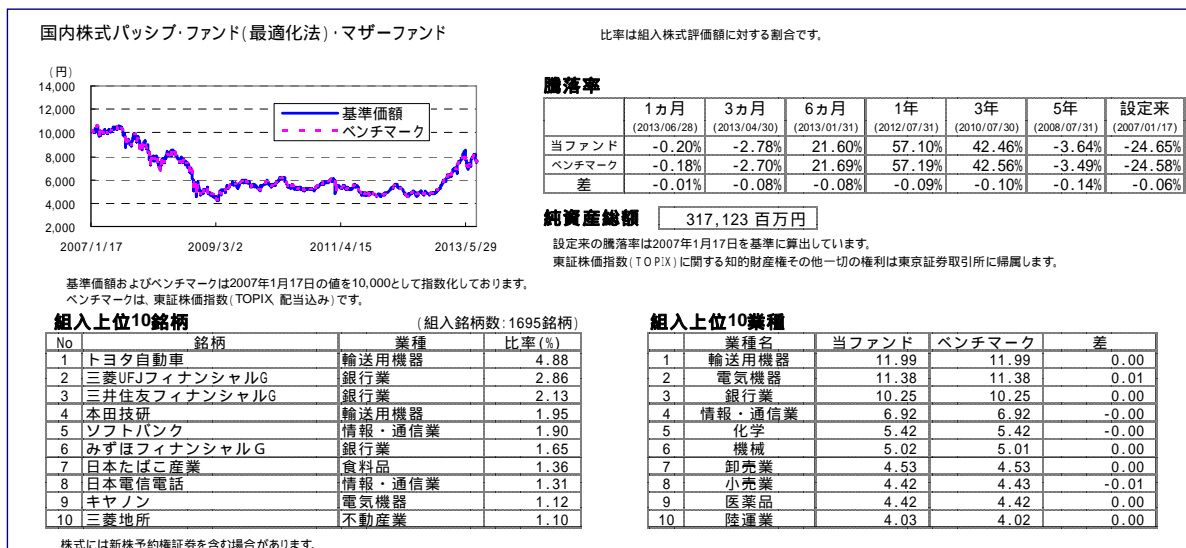 国内株式パッシブ・ファンド(最適化法)・マザーファンド
比率は組入株式評価額に対する割合です。
(円)
14,000
12,000
10,000
8,000
6,000
4,000
2,000
基準価額
ベンチマーク
2007/1/17 2009/3/2 2011/4/15 2013/5/29
基準価額およびベンチマークは2007年1月17日の値を10,000として指数化しております。
ベンチマークは、東証株価指数(TOPIX、配当込み)です。
騰落率
1ヵ月 3ヵ月 6ヵ月 1年 3年 5年 設定来
(2013/06/28) (2013/04/30) (2013/01/31) (2012/07/31) (2010/07/30) (2008/07/31) (2007/01/17)
当ファンド -0.20% -2.78% 21.60% 57.10% 42.46% -3.64% -24.65%
ベンチマーク -0.18% -2.70% 21.69% 57.19% 42.56% -3.49% -24.58%
差 -0.01% -0.08% -0.08% -0.09% -0.10% -0.14% -0.06%
純資産総額 317,123 百万円
設定来の騰落率は2007年1月17日を基準に算出しています。
東証株価指数(TOPIX)に関する知的財産権その他一切の権利は東京証券取引所に帰属します。
組入上位10銘柄 (組入銘柄数:1695銘柄)
No 銘柄 業種 比率(%)
1 トヨタ自動車 輸送用機器 4.88
2 三菱UFJフィナンシャルG 銀行業 2.86
3 三井住友フィナンシャルG 銀行業 2.13
4 本田技研 輸送用機器 1.95
5 ソフトバンク 情報・通信業 1.90
6 みずほフィナンシャルG 銀行業 1.65
7 日本たばこ産業 食料品 1.36
8 日本電信電話 情報・通信業 1.31
9 キヤノン 電気機器 1.12
10 三菱地所 不動産業 1.10
株式には新株予約権証券を含む場合があります。
組入上位10業種
業種名 当ファンド ベンチマーク 差
1 輸送用機器 11.99 11.99 0.00
2 電気機器 11.38 11.38 0.01
3 銀行業 10.25 10.25 0.00
4 情報・通信業 6.92 6.92 -0.00
5 化学 5.42 5.42 -0.00
6 機械 5.02 5.01 0.00
7 卸売業 4.53 4.53 0.00
8 小売業 4.42 4.43 -0.01
9 医薬品 4.42 4.42 0.00
10 陸運業 4.03 4.02 0.00